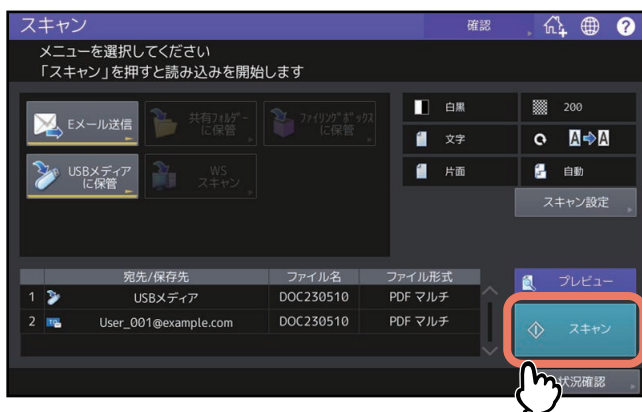 スキャン
確認
?
メニューを選択してください
「スキャン」を押すと読み込みを開始します
Eメール送信
共有フォルダー
に保管
ファイリングボックス
に保管
USBメディア
に保管
WS
スキャン
白黒
200
文字
A A
片面
自動
スキャン設定
宛先/保存先 ファイル名 ファイル形式
1 USBメディア DOC230510 PDF マルチ
2 TO: User_001@example.com DOC230510 PDF マルチ
プレビュー
スキャン
状況確認